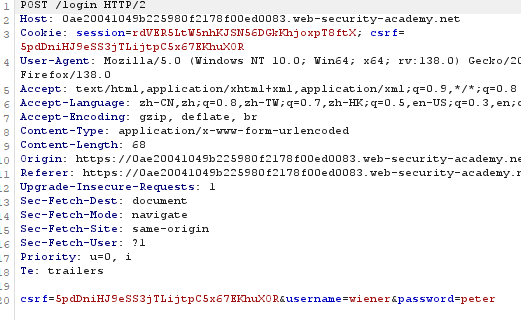 1 POST /login HTTP/2
2 Host: 0ae20041049b225980f2178f00ed0083.web-security-academy.net
3 Cookie: session=rdVER5LtW5nhKJSN56DGkKhjoxpT8ftX; csrf=
5pdDniHJ9eSS3jTLijtpC5x67EKhuX0R
4 User-Agent: Mozilla/5.0 (Windows NT 10.0; Win64; x64; rv:138.0) Gecko/20
Firefox/138.0
5 Accept: text/html,application/xhtml+xml,application/xml;q=0.9,*/*;q=0.8
6 Accept-Language: zh-CN,zh;q=0.8,zh-TW;q=0.7,zh-HK;q=0.5,en-US;q=0.3,en;
7 Accept-Encoding: gzip, deflate, br
8 Content-Type: application/x-www-form-urlencoded
9 Content-Length: 68
10 Origin: https://0ae20041049b225980f2178f00ed0083.web-security-academy.ne
11 Referer: https://0ae20041049b225980f2178f00ed0083.web-security-academy.n
12 Upgrade-Insecure-Requests: 1
13 Sec-Fetch-Dest: document
14 Sec-Fetch-Mode: navigate
15 Sec-Fetch-Site: same-origin
16 Sec-Fetch-User: ?1
17 Priority: u=0, i
18 Te: trailers
19
20 csrf=5pdDniHJ9eSS3jTLijtpC5x67EKhuX0R&username=wiener&password=peter